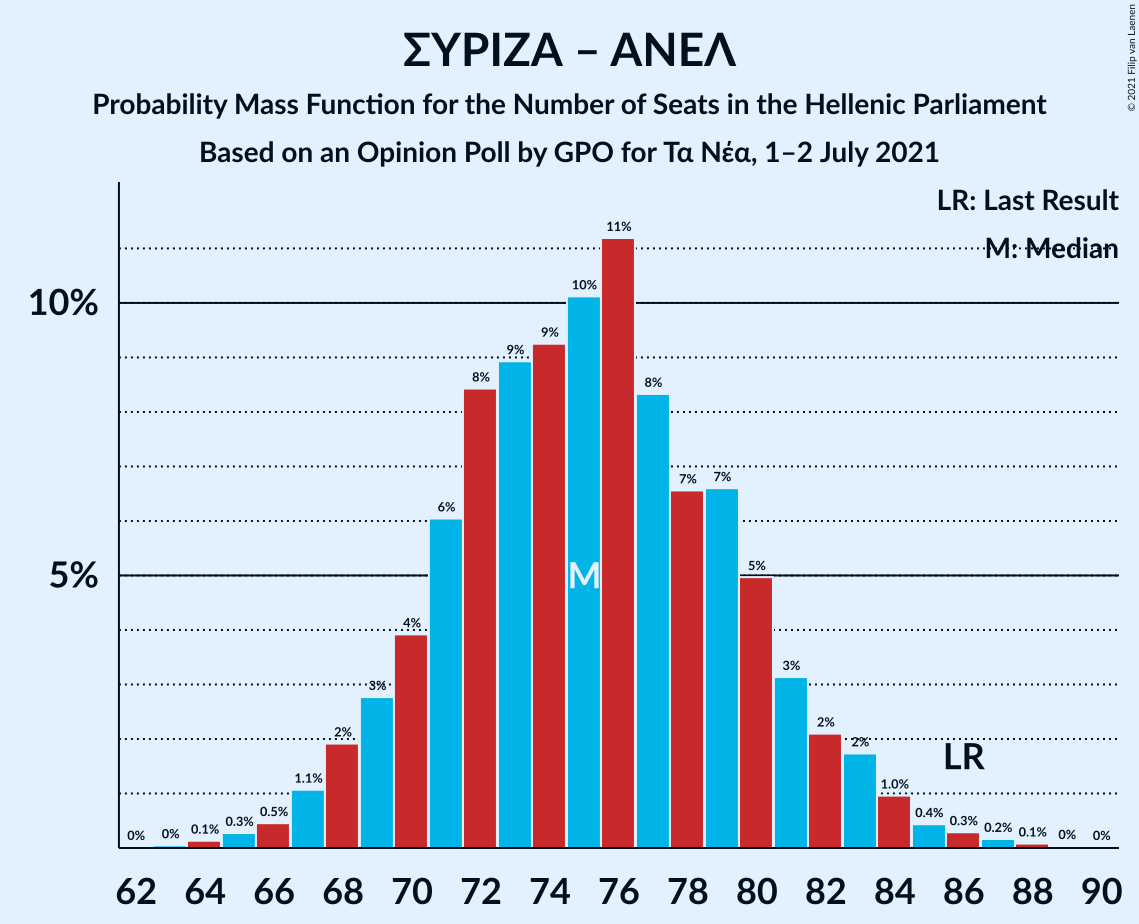 ΣΥΡΙΖΑ – ΑΝΕΛ
Probability Mass Function for the Number of Seats in the Hellenic Parliament
Based on an Opinion Poll by GPO for Τα Νέα, 1–2 July 2021
© 2021 Filip van Laenen
LR: Last Result
M: Median
10%
5%
0% 0% 0.1% 0.3% 0.5% 1.1% 2% 3% 4% 6% 8% 9% 9% 10% 11% 8% 7% 7% 5% 3% 2% 2% 1.0% 0.4% 0.3% 0.2% 0.1% 0% 0%
M
LR
62 64 66 68 70 72 74 76 78 80 82 84 86 88 90